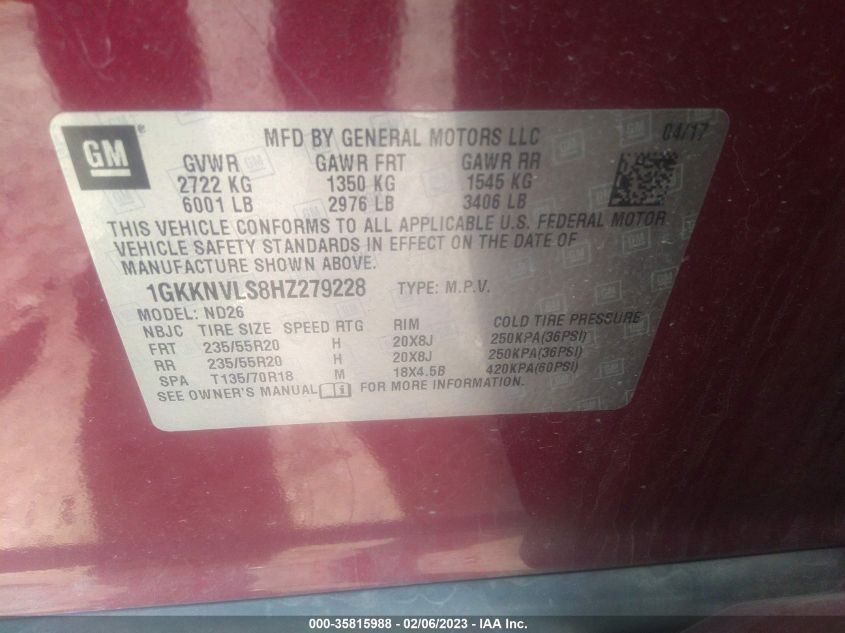 GM ®
MFD BY GENERAL MOTORS LLC 04/17
GVWR GAWR FRT GAWR RR
2722 KG 1350 KG 1545 KG
6001 LB 2976 LB 3406 LB
THIS VEHICLE CONFORMS TO ALL APPLICABLE U.S. FEDERAL MOTOR
VEHICLE SAFETY STANDARDS IN EFFECT ON THE DATE OF
MANUFACTURE SHOWN ABOVE.
1GKKNVLS8HZ279228 TYPE: M.P.V.
MODEL: ND26
NBJC TIRE SIZE SPEED RTG RIM COLD TIRE PRESSURE
FRT 235/55R20 H 20X8J 250KPA(36PSI)
RR 235/55R20 H 20X8J 250KPA(36PSI)
SPA T135/70R18 M 18X4.5B 420KPA(60PSI)
SEE OWNER'S MANUAL i FOR MORE INFORMATION.
000-35815988 - 02/06/2023 - IAA Inc.